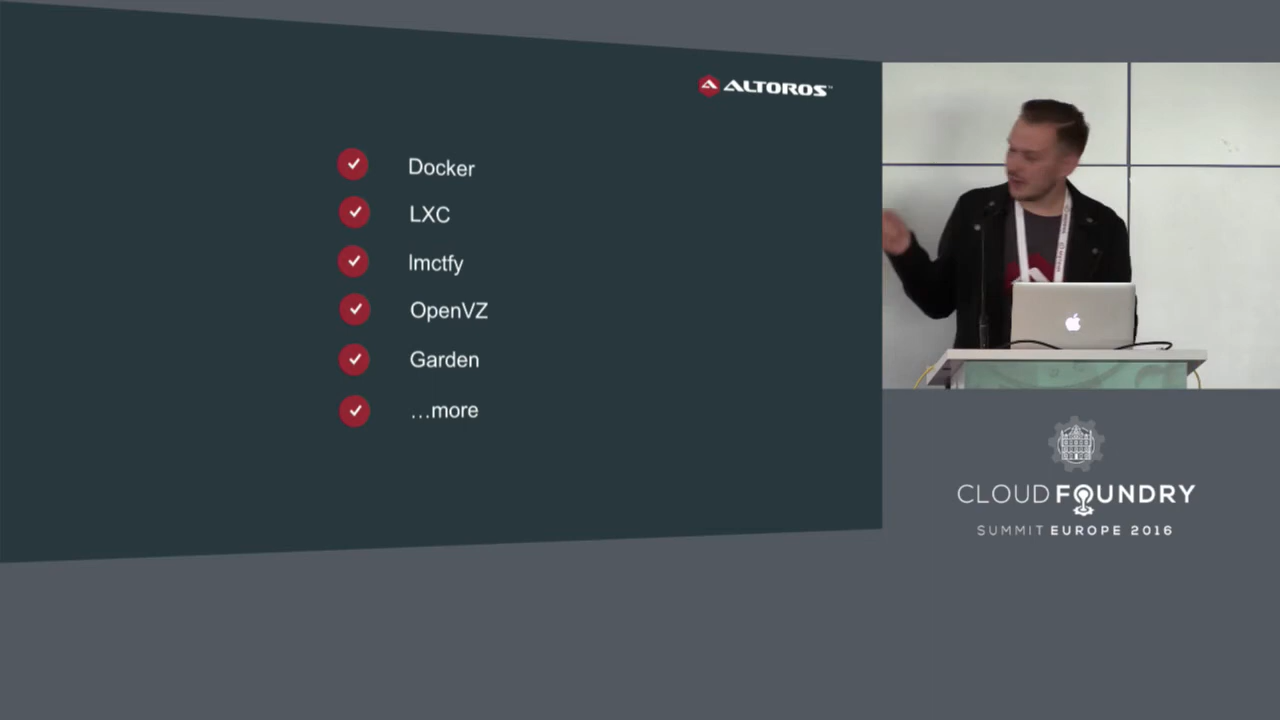 ALTOROS
Docker
LXC
lmctfy
OpenVZ
Garden
...more
CLOUD FOUNDRY
SUMMIT EUROPE 2016